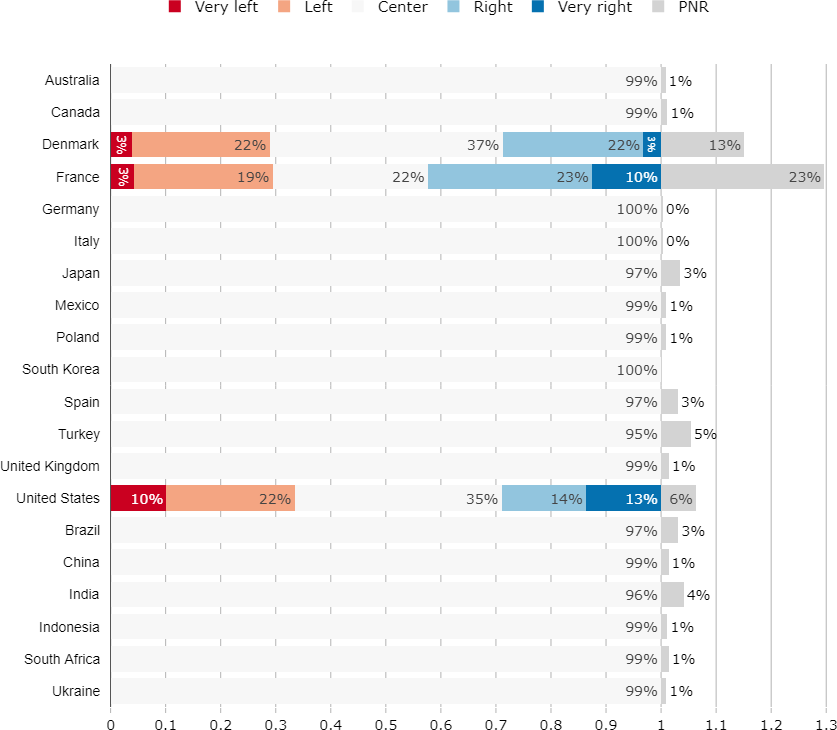 Very left Left Center Right Very right PNR
Australia 99% 1%
Canada 99% 1%
Denmark 3% 22% 37% 22% 3% 13%
France 3% 19% 22% 23% 10% 23%
Germany 100% 0%
Italy 100% 0%
Japan 97% 3%
Mexico 99% 1%
Poland 99% 1%
South Korea 100%
Spain 97% 3%
Turkey 95% 5%
United Kingdom 99% 1%
United States 10% 22% 35% 14% 13% 6%
Brazil 97% 3%
China 99% 1%
India 96% 4%
Indonesia 99% 1%
South Africa 99% 1%
Ukraine 99% 1%
0 0.1 0.2 0.3 0.4 0.5 0.6 0.7 0.8 0.9 1 1.1 1.2 1.3